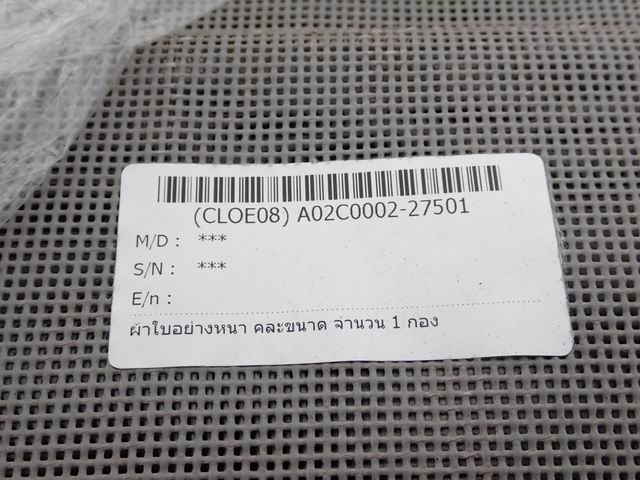 (CLOE08) A02C0002-27501
M/D : ***
S/N : ***
E/n :
ผ้าใบอย่างหนา คละขนาด จำนวน 1 กอง